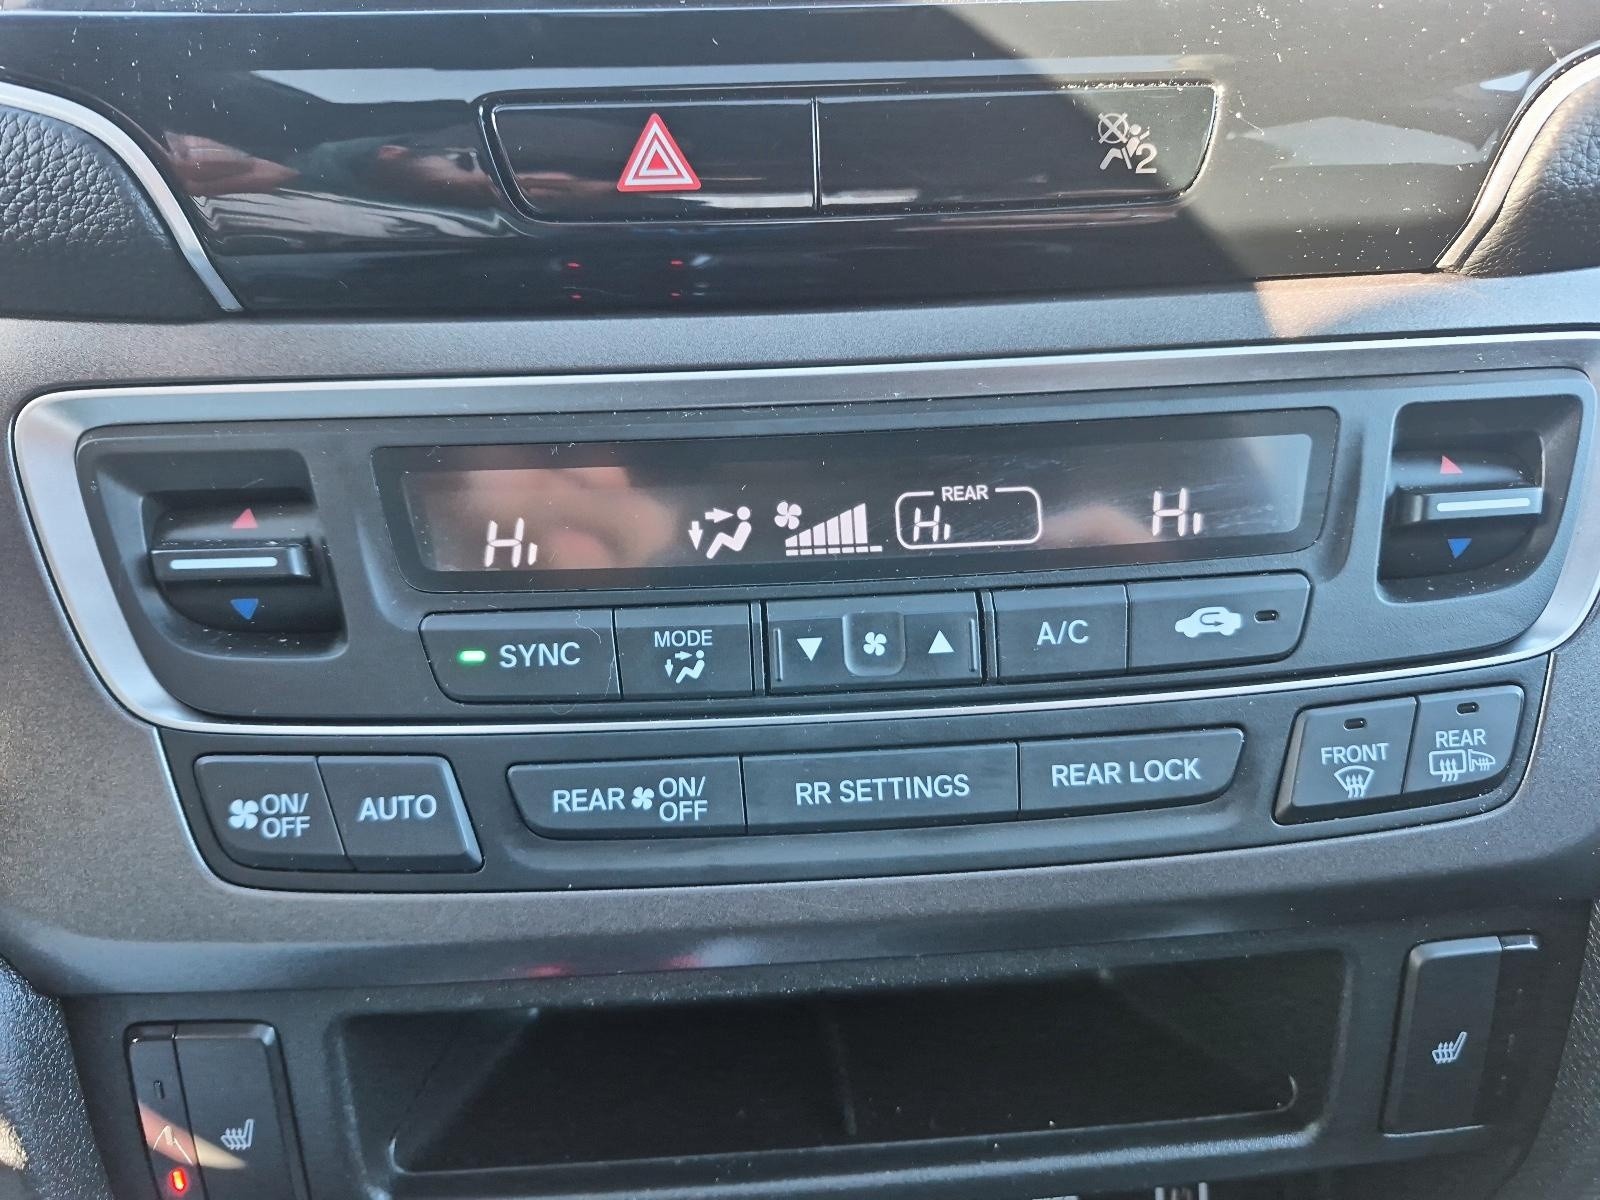 2
REAR
Hi Hi Hi
SYNC
MODE
A/C
ON/
OFF
AUTO
REAR ON/
OFF
RR SETTINGS
REAR LOCK
FRONT
REAR